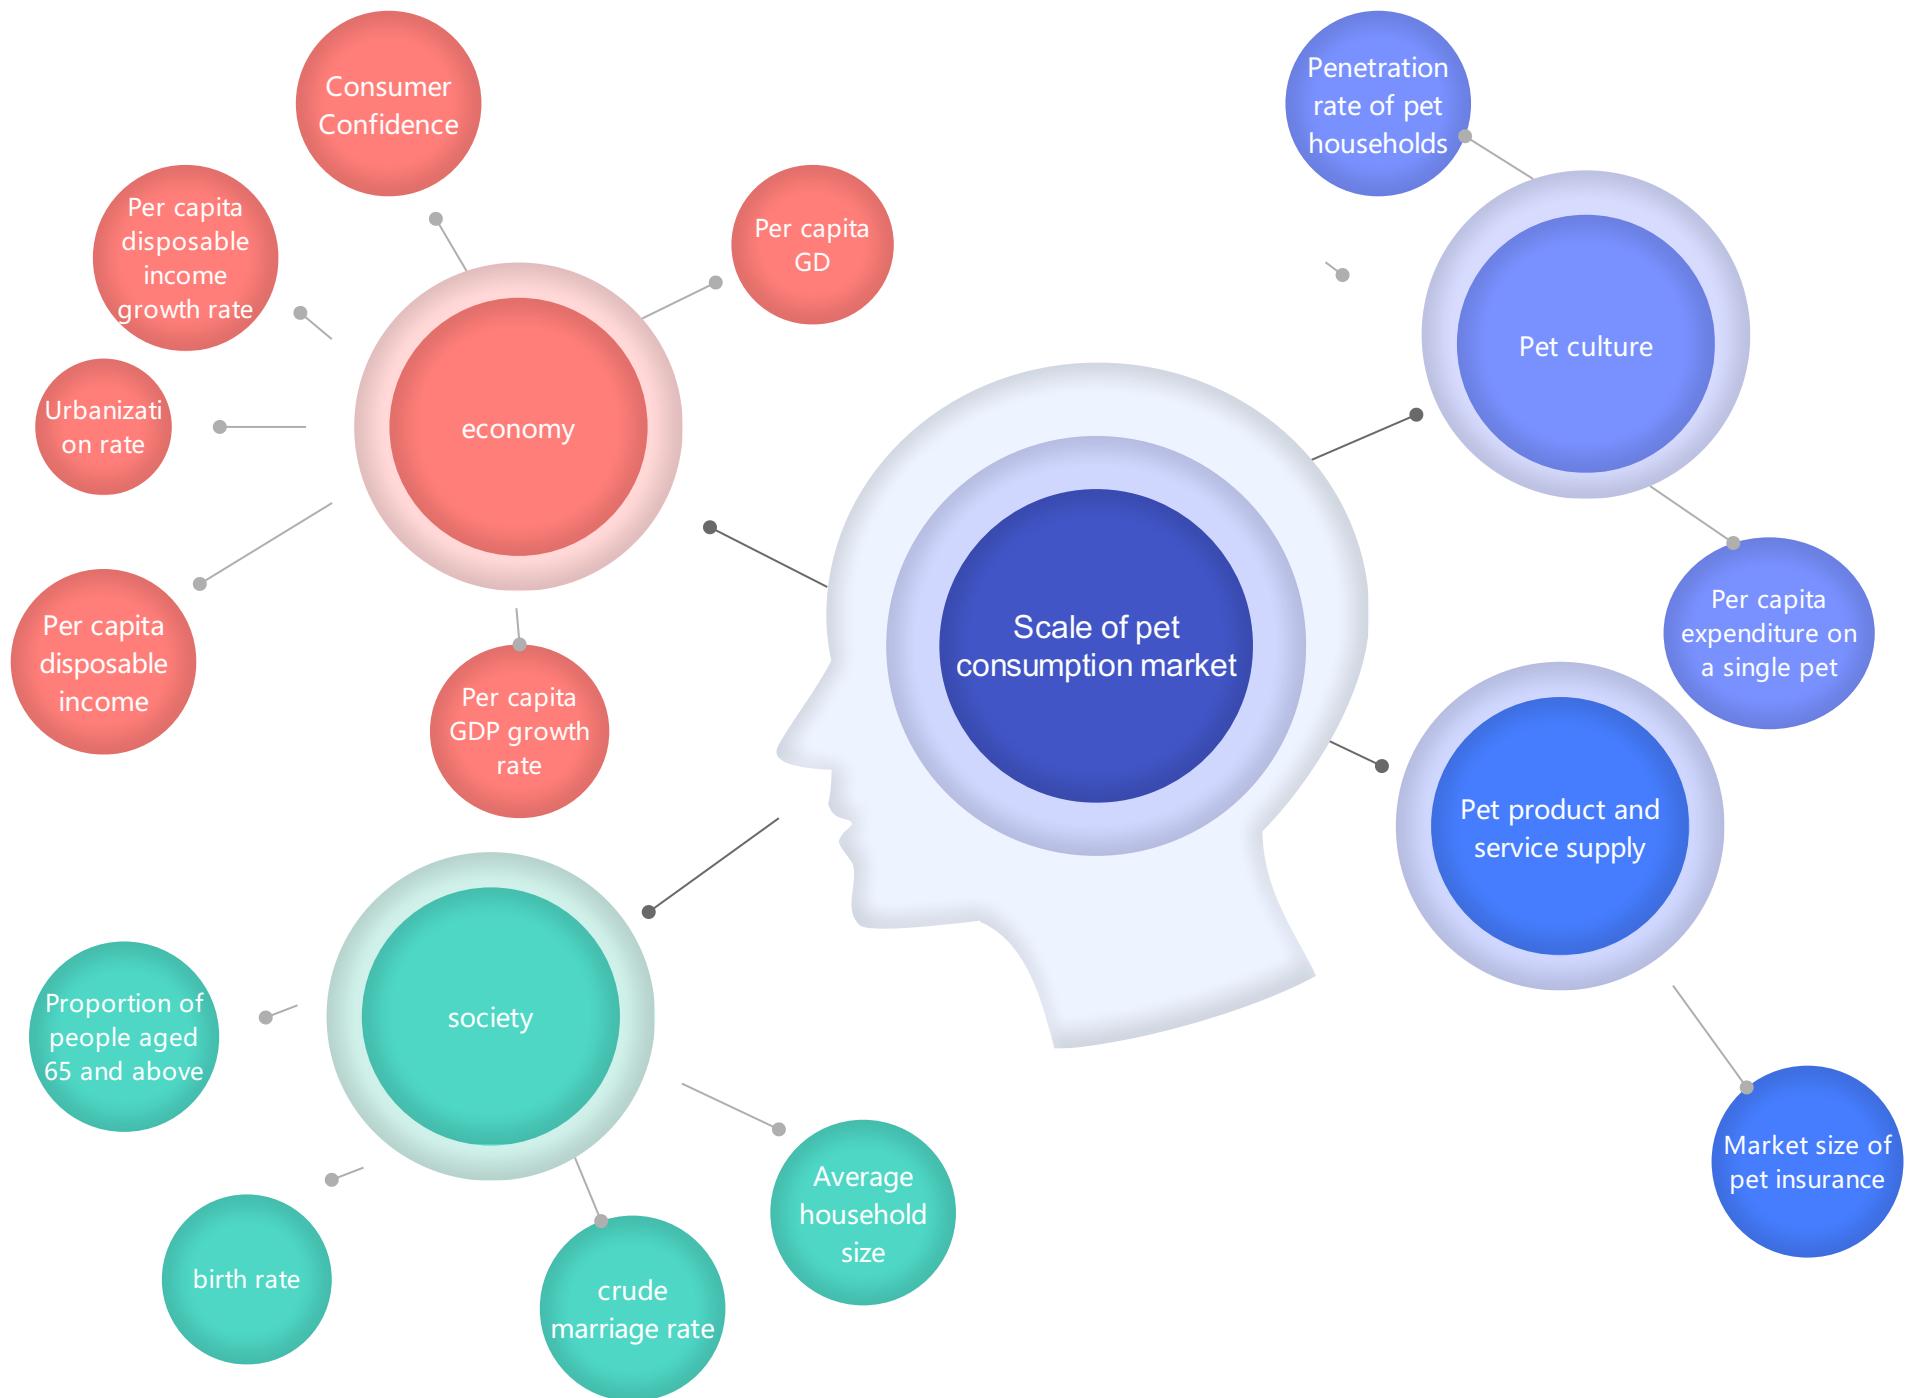 Consumer
Confidence
Penetration
rate of pet
households
Per capita
disposable
income
growth rate
Per capita
GD
Urbanizati
on rate
economy
Pet culture
Per capita
disposable
income
Per capita
GDP growth
rate
Scale of pet
consumption market
Per capita
expenditure on
a single pet
Pet product and
service supply
Proportion of
people aged
65 and above
society
Average
household
size
Market size of
pet insurance
birth rate
crude
marriage rate